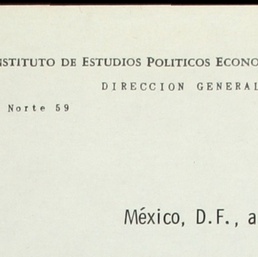 INSTITUTO DE ESTUDIOS POLITICOS ECONO
DIRECCION GENERAL
Norte 59
México, D.F., a